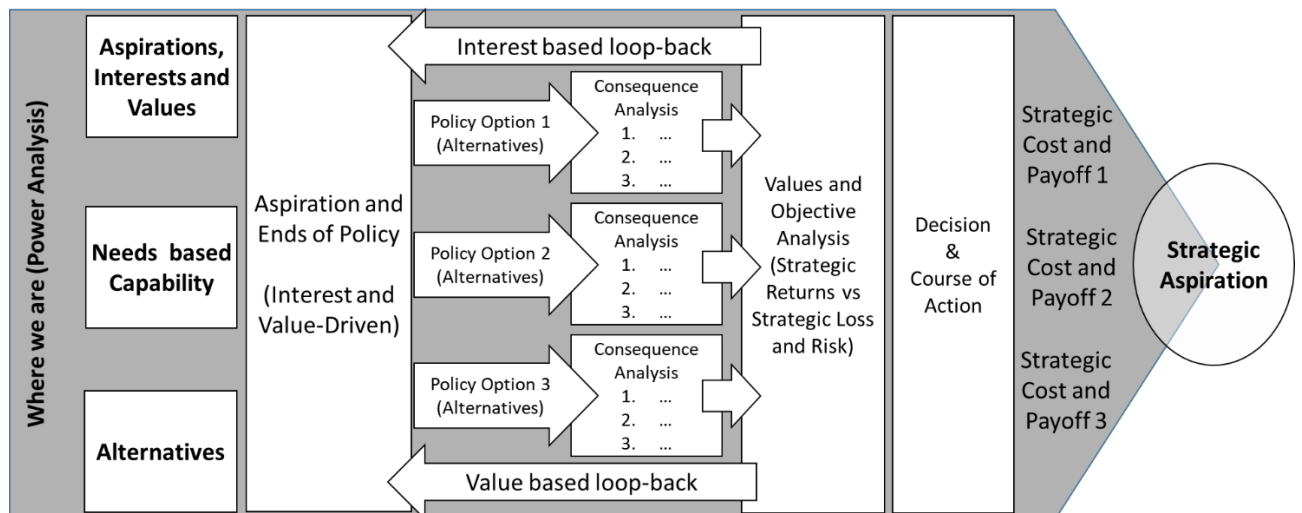 Where we are (Power Analysis)
Aspirations,
Interests and
Values
Needs based
Capability
Alternatives
Aspiration and
Ends of Policy
(Interest and
Value-Driven)
Interest based loop-back
Policy Option 1
(Alternatives)
Consequence
Analysis
1. ...
2. ...
3. ...
Policy Option 2
(Alternatives)
Consequence
Analysis
1. ...
2. ...
3. ...
Policy Option 3
(Alternatives)
Consequence
Analysis
1. ...
2. ...
3. ...
Value based loop-back
Values and
Objective
Analysis
(Strategic
Returns vs
Strategic Loss
and Risk)
Decision
&
Course of
Action
Strategic
Cost and
Payoff 1
Strategic
Cost and
Payoff 2
Strategic
Cost and
Payoff 3
Strategic
Aspiration